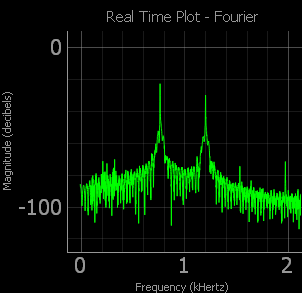 Real Time Plot - Fourier
0
Magnitude (decibels)
-100
0 1 2
Frequency (kHertz)